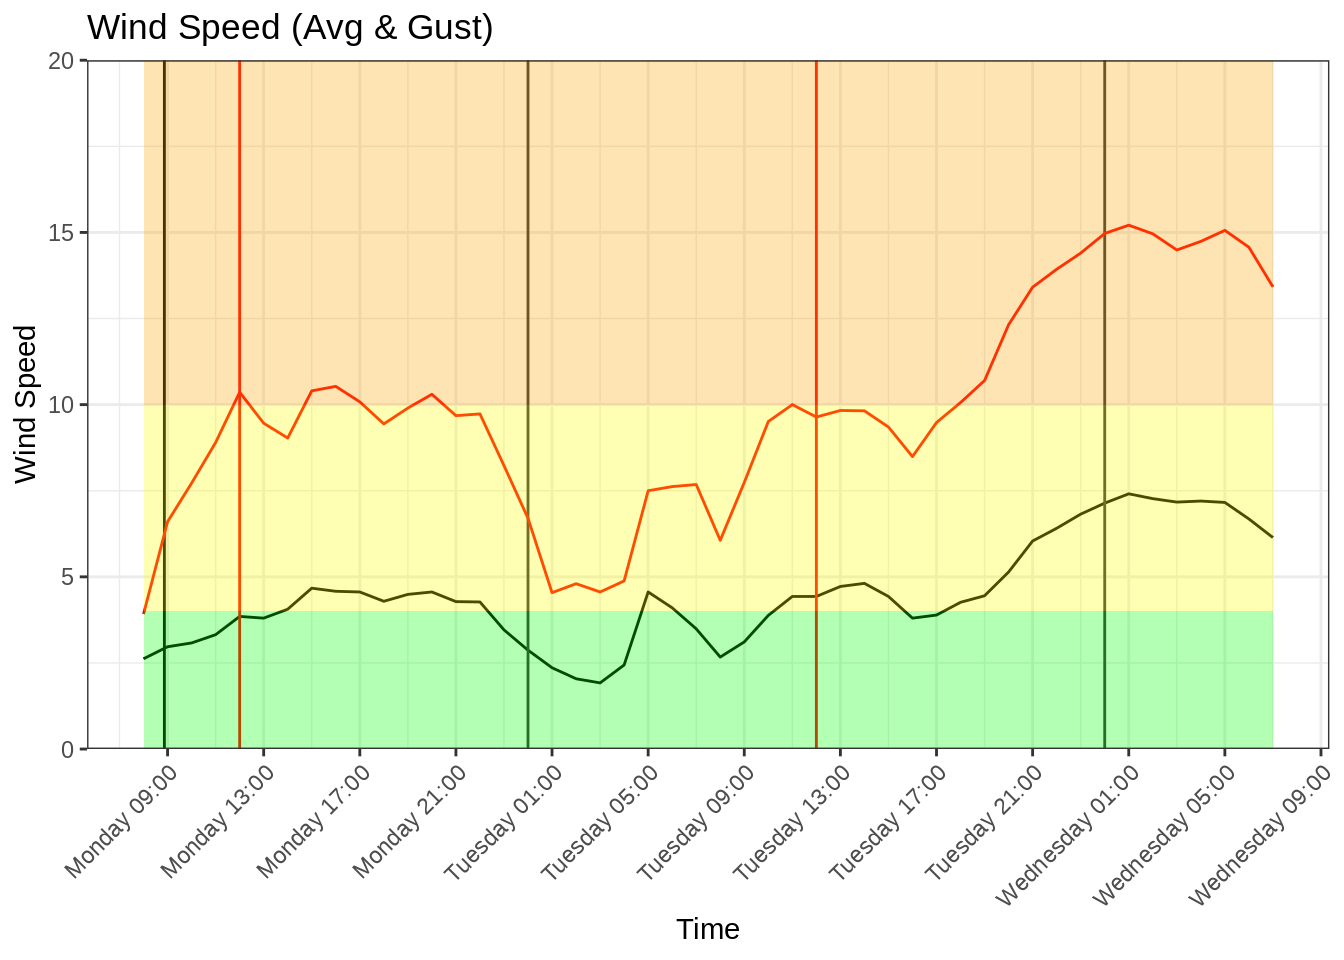 Wind Speed (Avg & Gust)
20
15
10
5
0
Wind Speed
Monday 09:00
Monday 13:00
Monday 17:00
Monday 21:00
Tuesday 01:00
Tuesday 05:00
Tuesday 09:00
Tuesday 13:00
Tuesday 17:00
Tuesday 21:00
Wednesday 01:00
Wednesday 05:00
Wednesday 09:00
Time